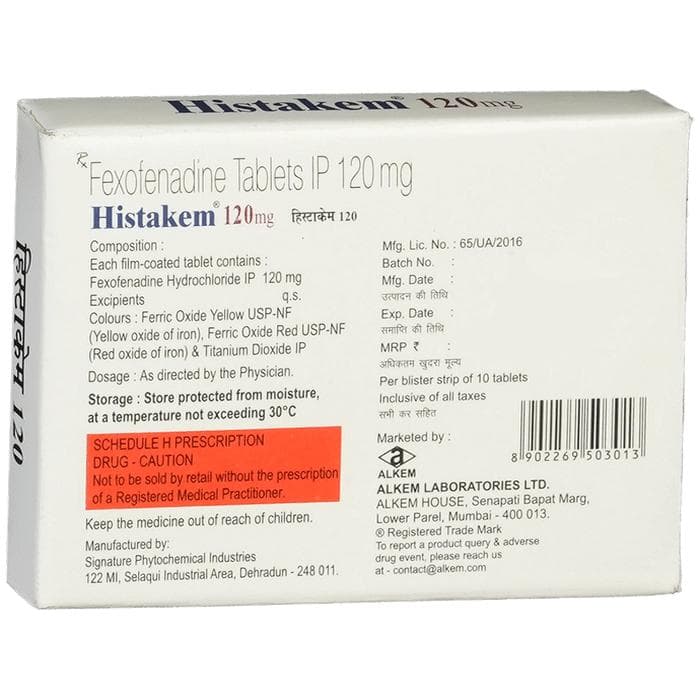 Histakem® 120mg
Rx
Fexofenadine Tablets IP 120 mg
Histakem® 120mg हिस्टाकेम 120
Composition :
Each film-coated tablet contains :
Fexofenadine Hydrochloride IP 120 mg
Excipients q.s.
Colours : Ferric Oxide Yellow USP-NF
(Yellow oxide of iron), Ferric Oxide Red USP-NF
(Red oxide of iron) & Titanium Dioxide IP
Dosage : As directed by the Physician.
Storage : Store protected from moisture,
at a temperature not exceeding 30°C
SCHEDULE H PRESCRIPTION
DRUG - CAUTION
Not to be sold by retail without the prescription
of a Registered Medical Practitioner.
Keep the medicine out of reach of children.
Manufactured by:
Signature Phytochemical Industries
122 MI, Selaqui Industrial Area, Dehradun - 248 011.
Mfg. Lic. No. : 65/UA/2016
Batch No. :
Mfg. Date :
उत्पादन की तिथि
Exp. Date :
समाप्ति की तिथि
MRP ₹ :
अधिकतम खुदरा मूल्य
Per blister strip of 10 tablets
Inclusive of all taxes
सभी कर सहित
Marketed by :
ALKEM
ALKEM LABORATORIES LTD.
ALKEM HOUSE, Senapati Bapat Marg,
Lower Parel, Mumbai - 400 013.
® Registered Trade Mark
To report a product query & adverse
drug event, please reach us
at - contact@alkem.com
8 902269 503013
हिस्टाकेम 120